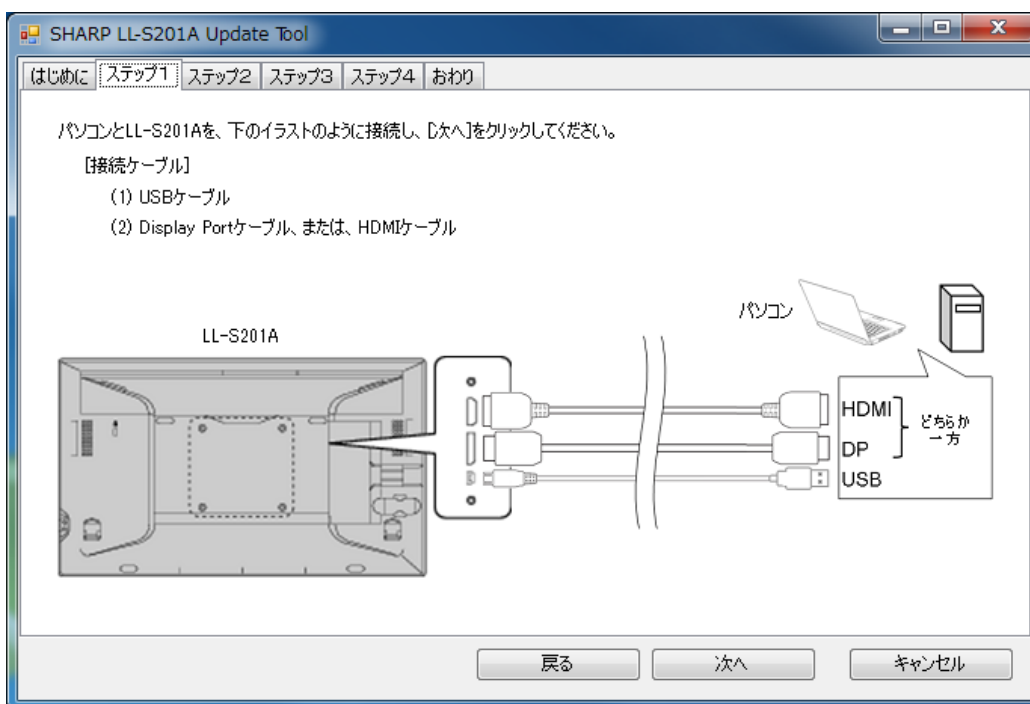 SHARP LL-S201A Update Tool
はじめに ステップ1 ステップ2 ステップ3 ステップ4 おわり
パソコンとLL-S201Aを、下のイラストのように接続し、[次へ]をクリックしてください。
[接続ケーブル]
(1) USBケーブル
(2) Display Portケーブル、または、HDMIケーブル
パソコン
LL-S201A
HDMI
DP
どちらか
一方
USB
戻る 次へ キャンセル